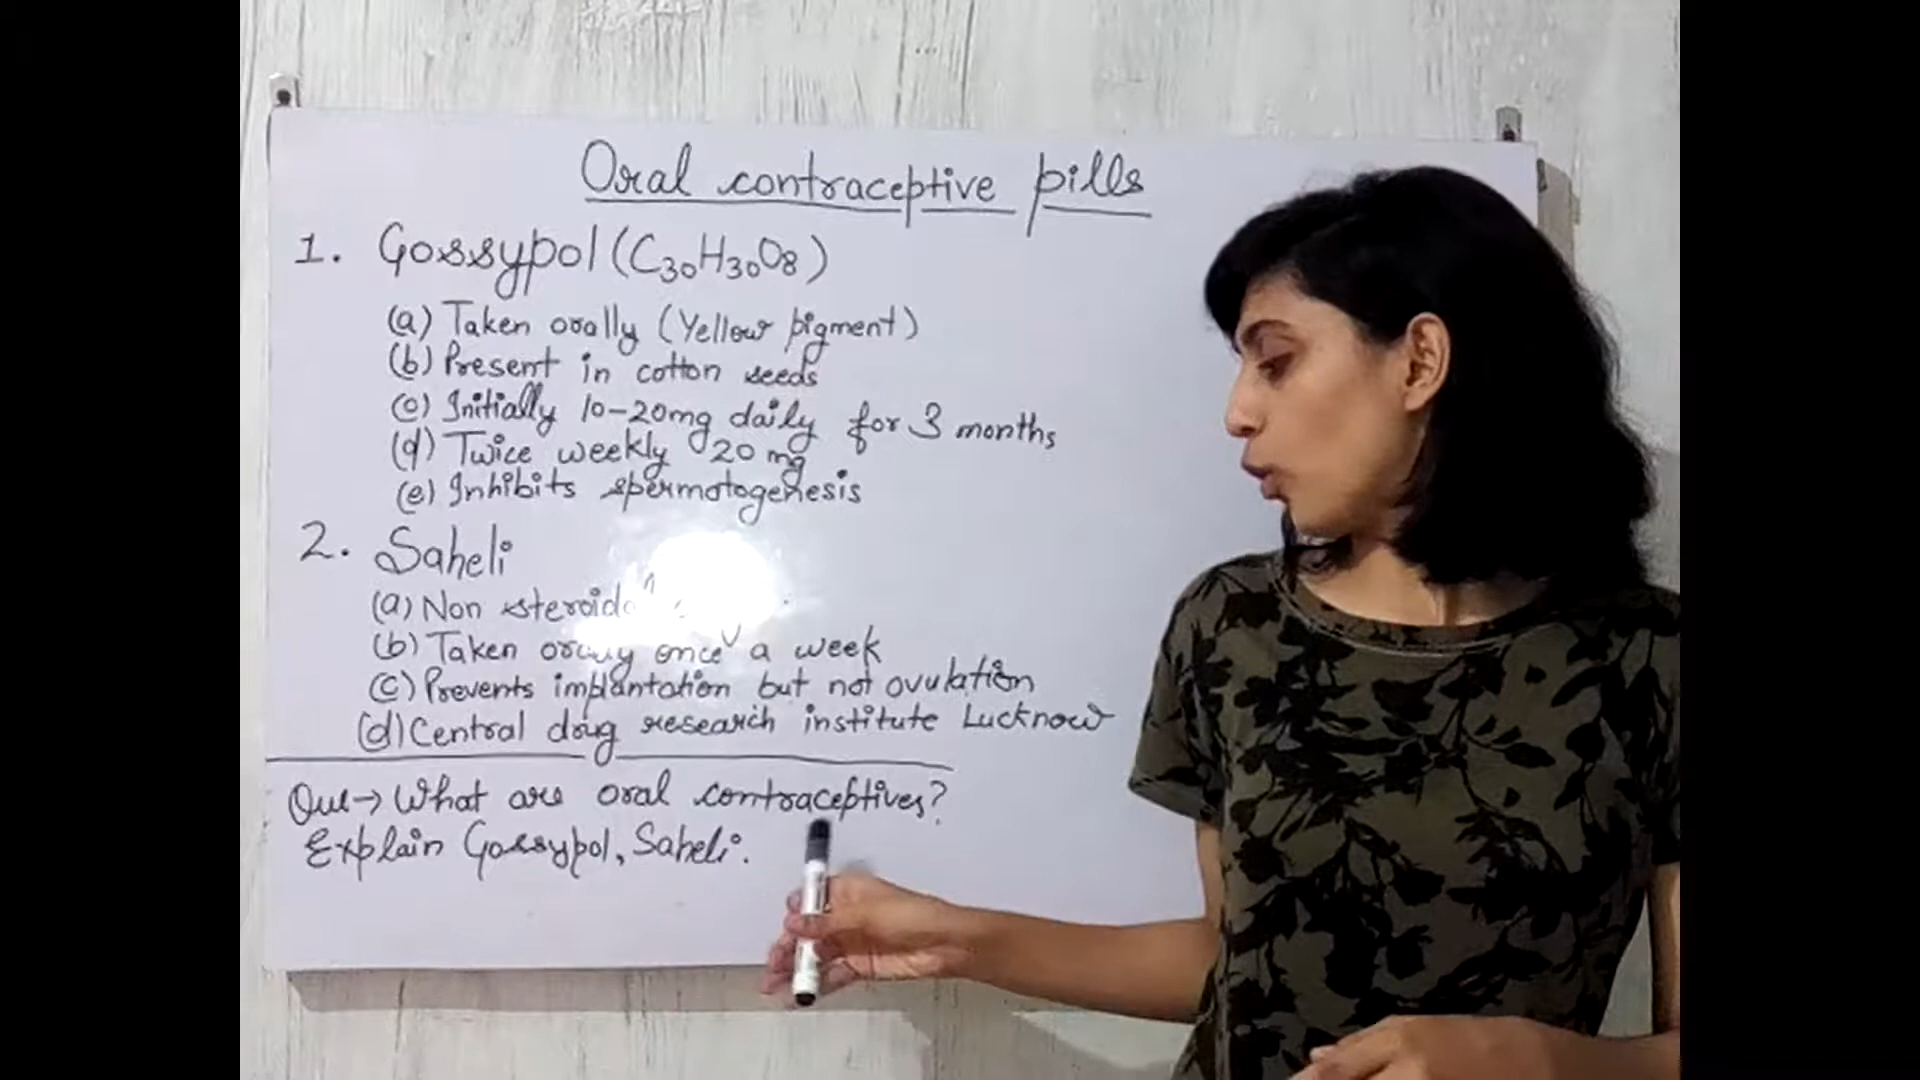 Oral contraceptive pills
1. Gossypol (C30H30O8)
(a) Taken orally (Yellow pigment)
(b) Present in cotton seeds
(c) Initially 10-20mg daily for 3 months
(d) Twice weekly 20 mg
(e) Inhibits spermotogenesis
2. Saheli
(a) Non steroidal
(b) Taken orally once a week
(c) Prevents implantation but not ovulation
(d) Central drug research institute Lucknow
Que→ What are oral contraceptives?
Explain Gossypol, Saheli.